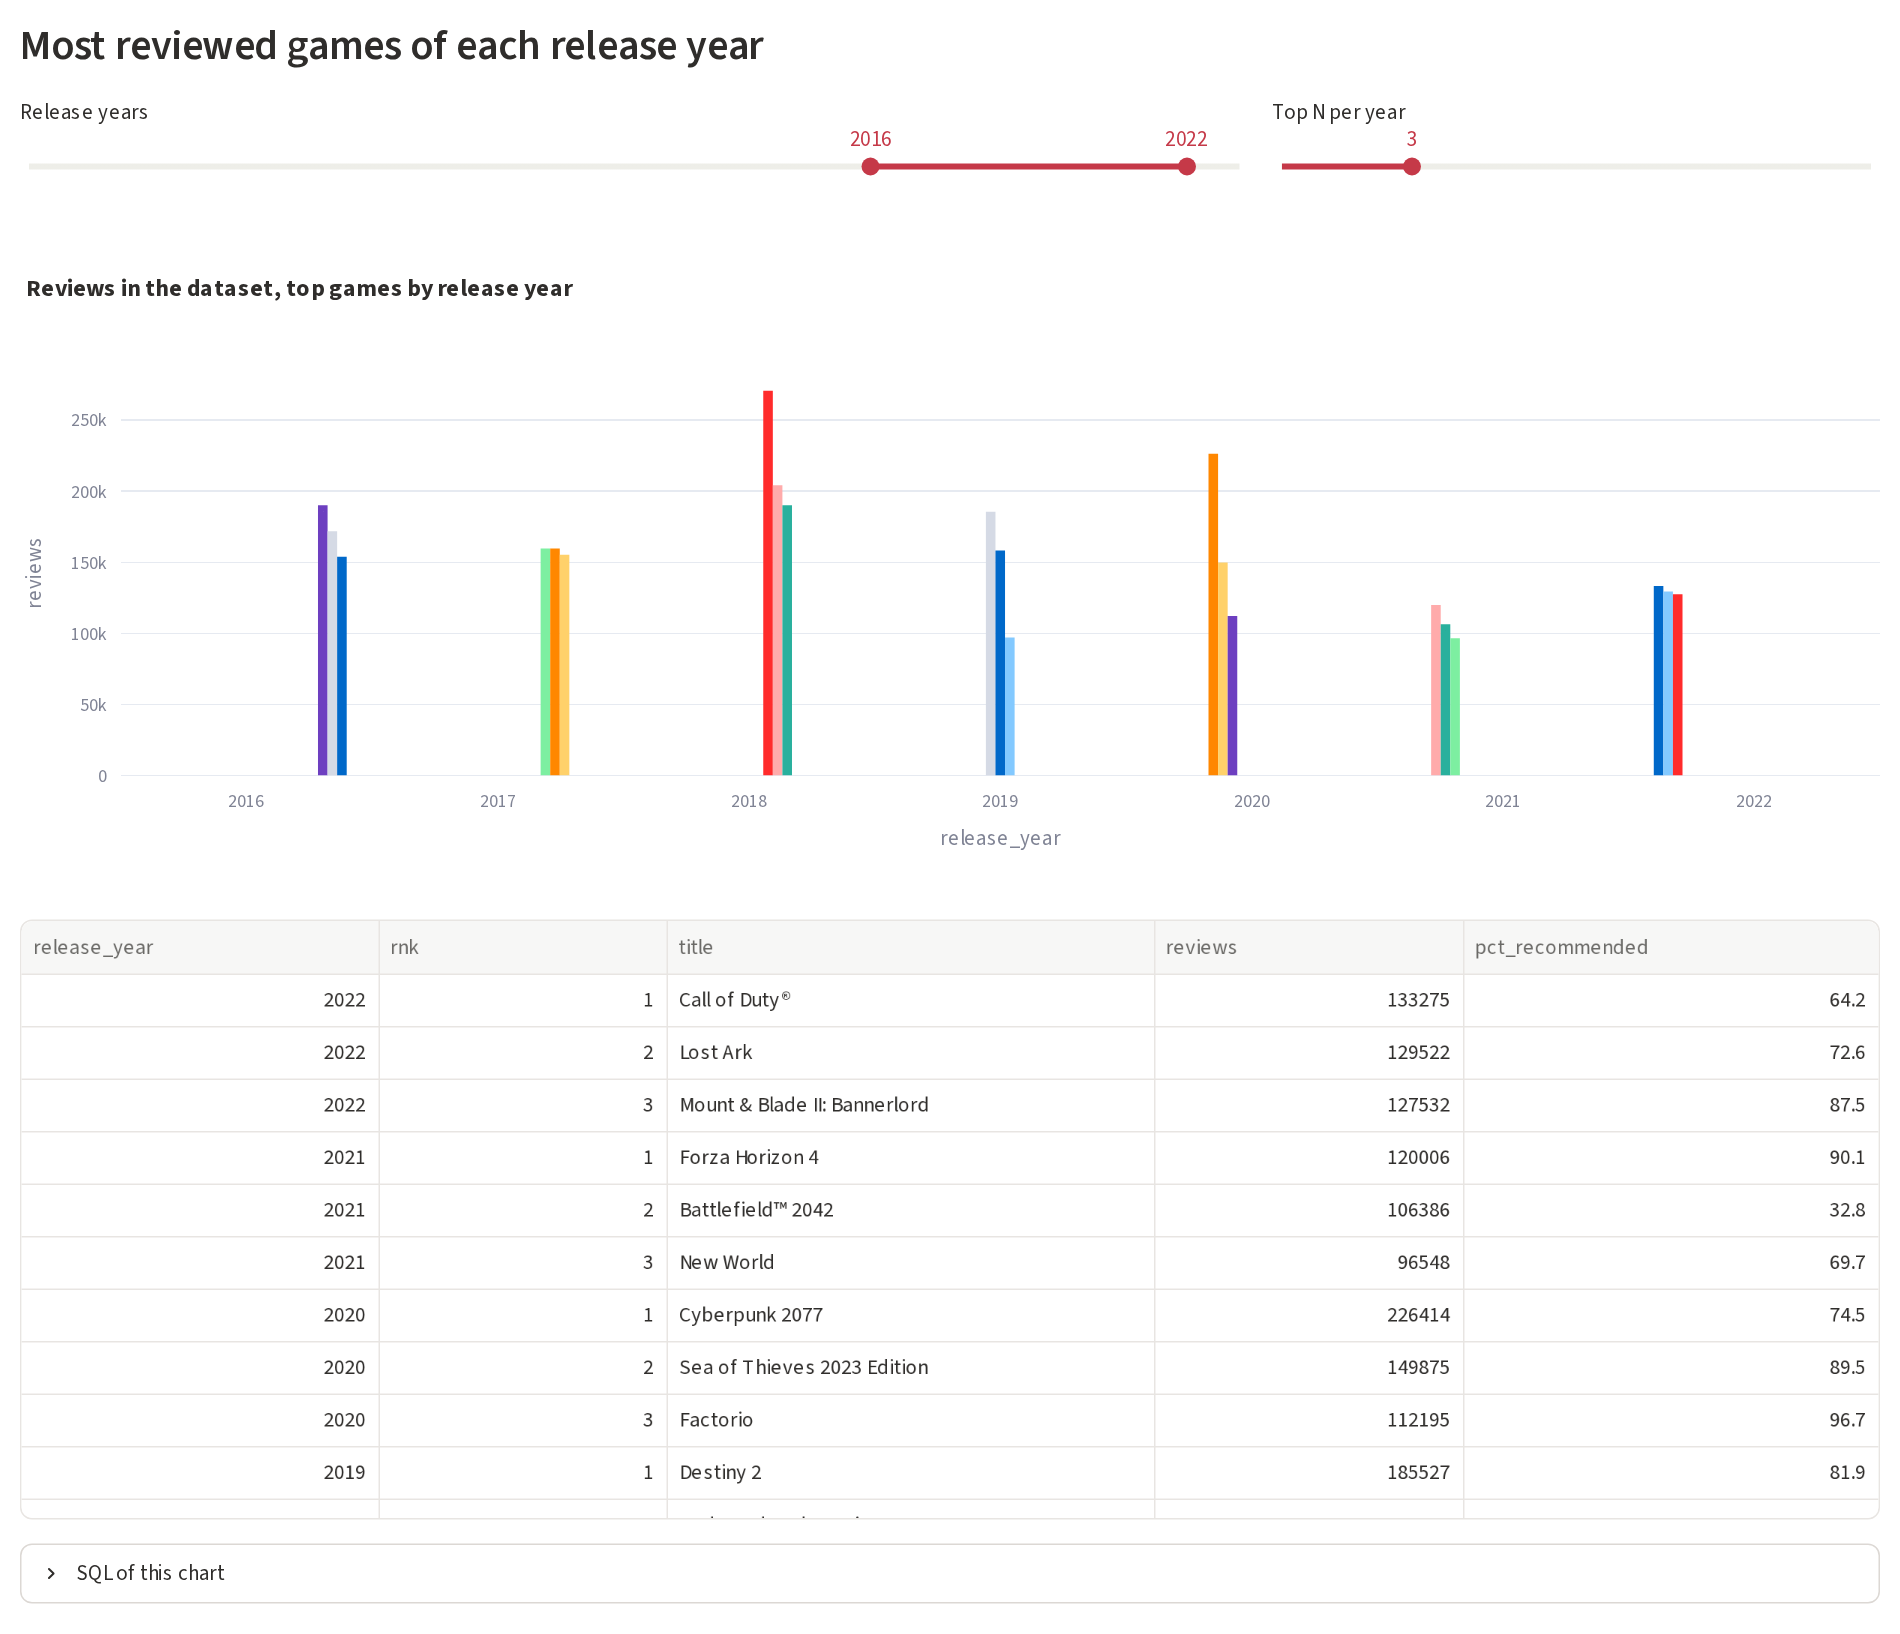 Most reviewed games of each release year
Release years
Top N per year
2016
2022
3
Reviews in the dataset, top games by release year
250k
200k
150k
100k
50k
0
reviews
2016 2017 2018 2019 2020 2021 2022
release_year
release_year rnk title reviews pct_recommended
2022 1 Call of Duty® 133275 64.2
2022 2 Lost Ark 129522 72.6
2022 3 Mount & Blade II: Bannerlord 127532 87.5
2021 1 Forza Horizon 4 120006 90.1
2021 2 Battlefield™ 2042 106386 32.8
2021 3 New World 96548 69.7
2020 1 Cyberpunk 2077 226414 74.5
2020 2 Sea of Thieves 2023 Edition 149875 89.5
2020 3 Factorio 112195 96.7
2019 1 Destiny 2 185527 81.9
SQL of this chart